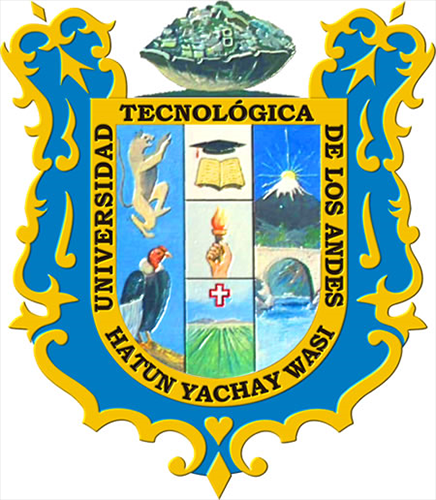 UNIVERSIDAD TECNOLÓGICA DE LOS ANDES
HATUN YACHAY WASI